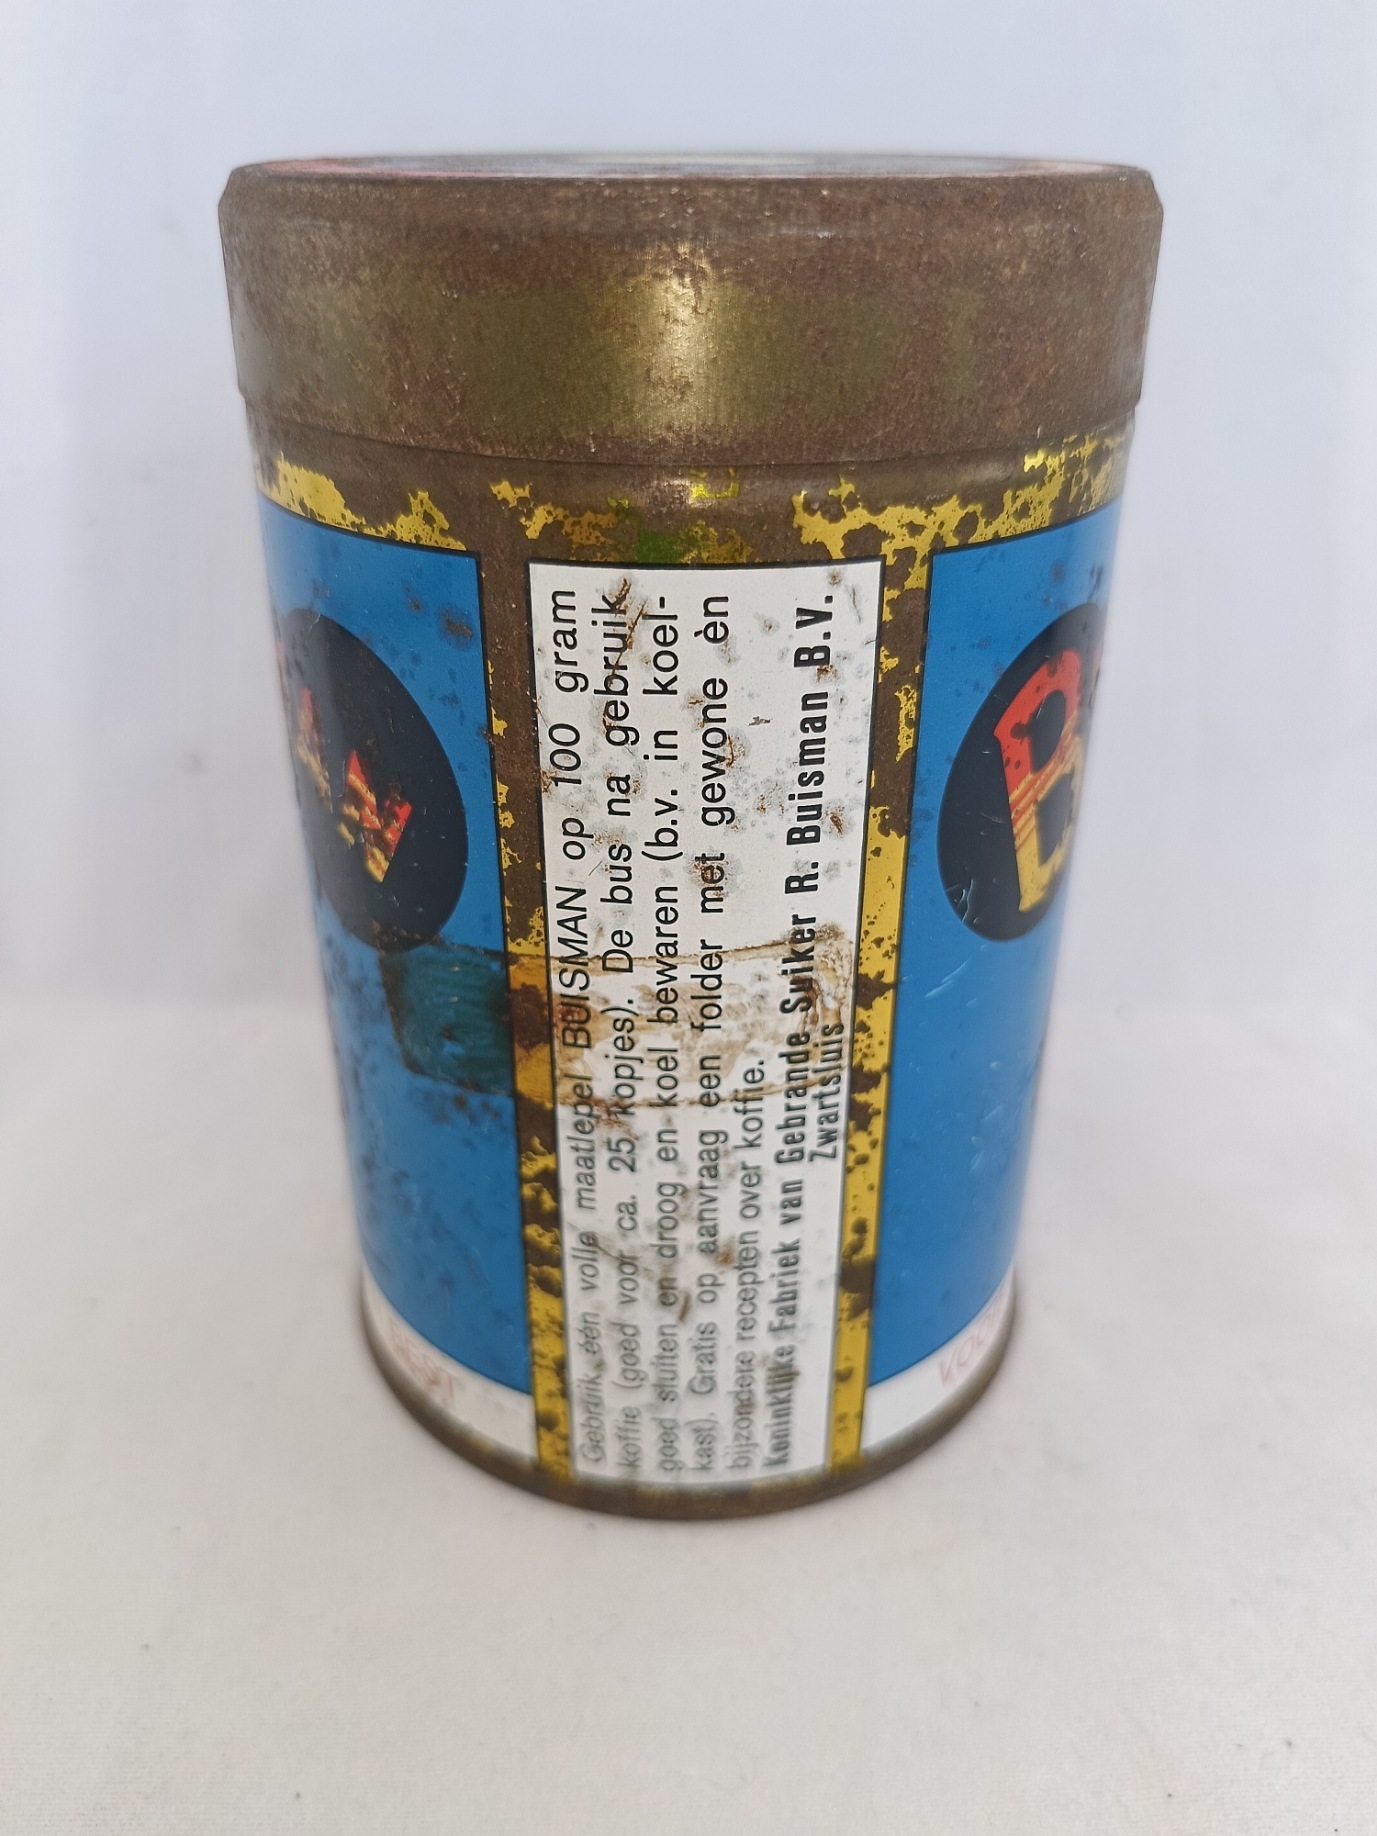 Gebruik één volle maatlepel BUISMAN op 100 gram
koffie (goed voor ca. 25 kopjes). De bus na gebruik
goed sluiten en droog en koel bewaren (b.v. in koel-
kast). Gratis op aanvraag een folder met gewone èn
bijzondere recepten over koffie.
Koninklijke Fabriek van Gebrande Suiker R. Buisman B.V.
Zwartsluis
B